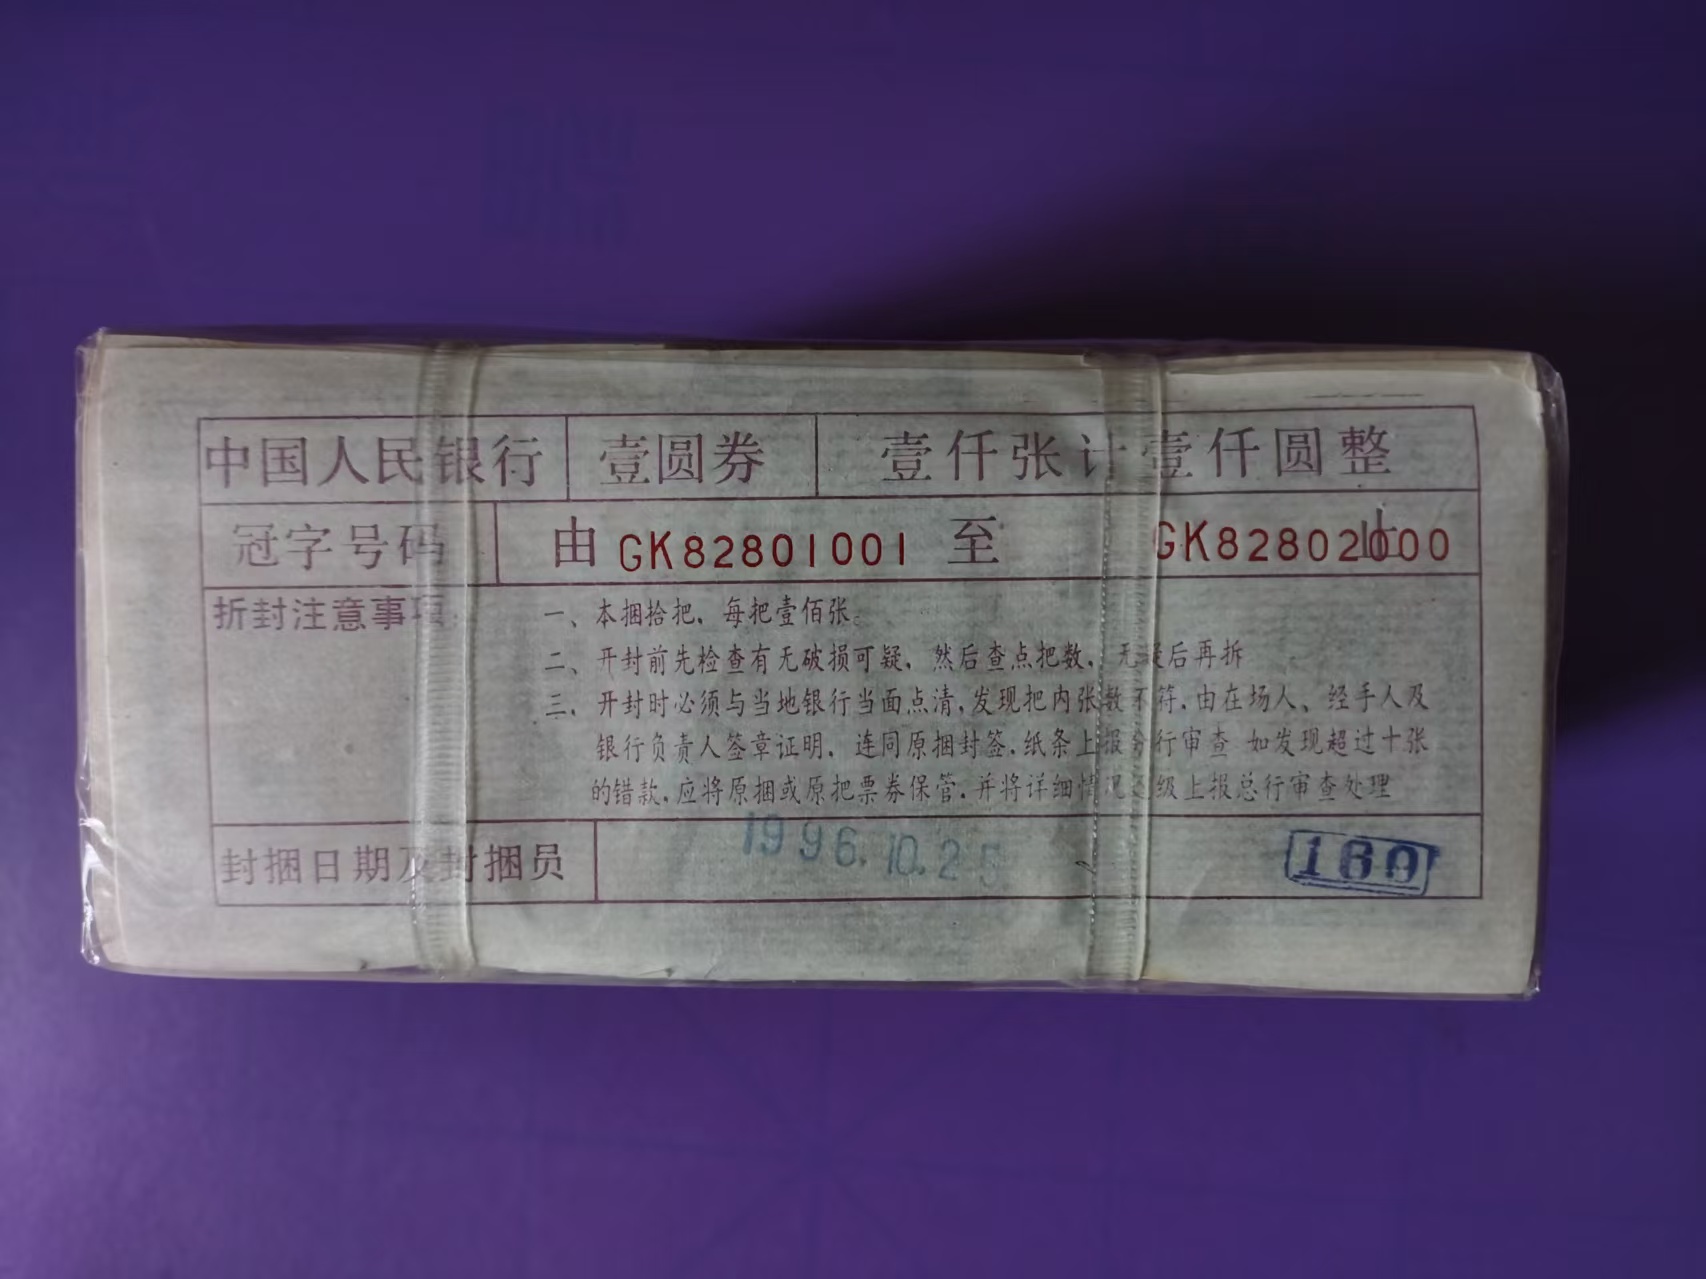 中国人民银行 壹圆券 壹仟张计壹仟圆整
冠字号码 由 GK82801001 至 GK82802000 止
折封注意事项
一、本捆拾把，每把壹佰张。
二、开封前先检查有无破损可疑，然后查点把数，无疑后再拆
三、开封时必须与当地银行当面点清，发现把内张数不符，由在场人、经手人及
银行负责人签章证明，连同原捆封签，纸条上报分行审查 如发现超过十张
的错款，应将原捆或原把票券保管，并将详细情况 级上报总行审查处理
封捆日期及封捆员 1996.10.25 160